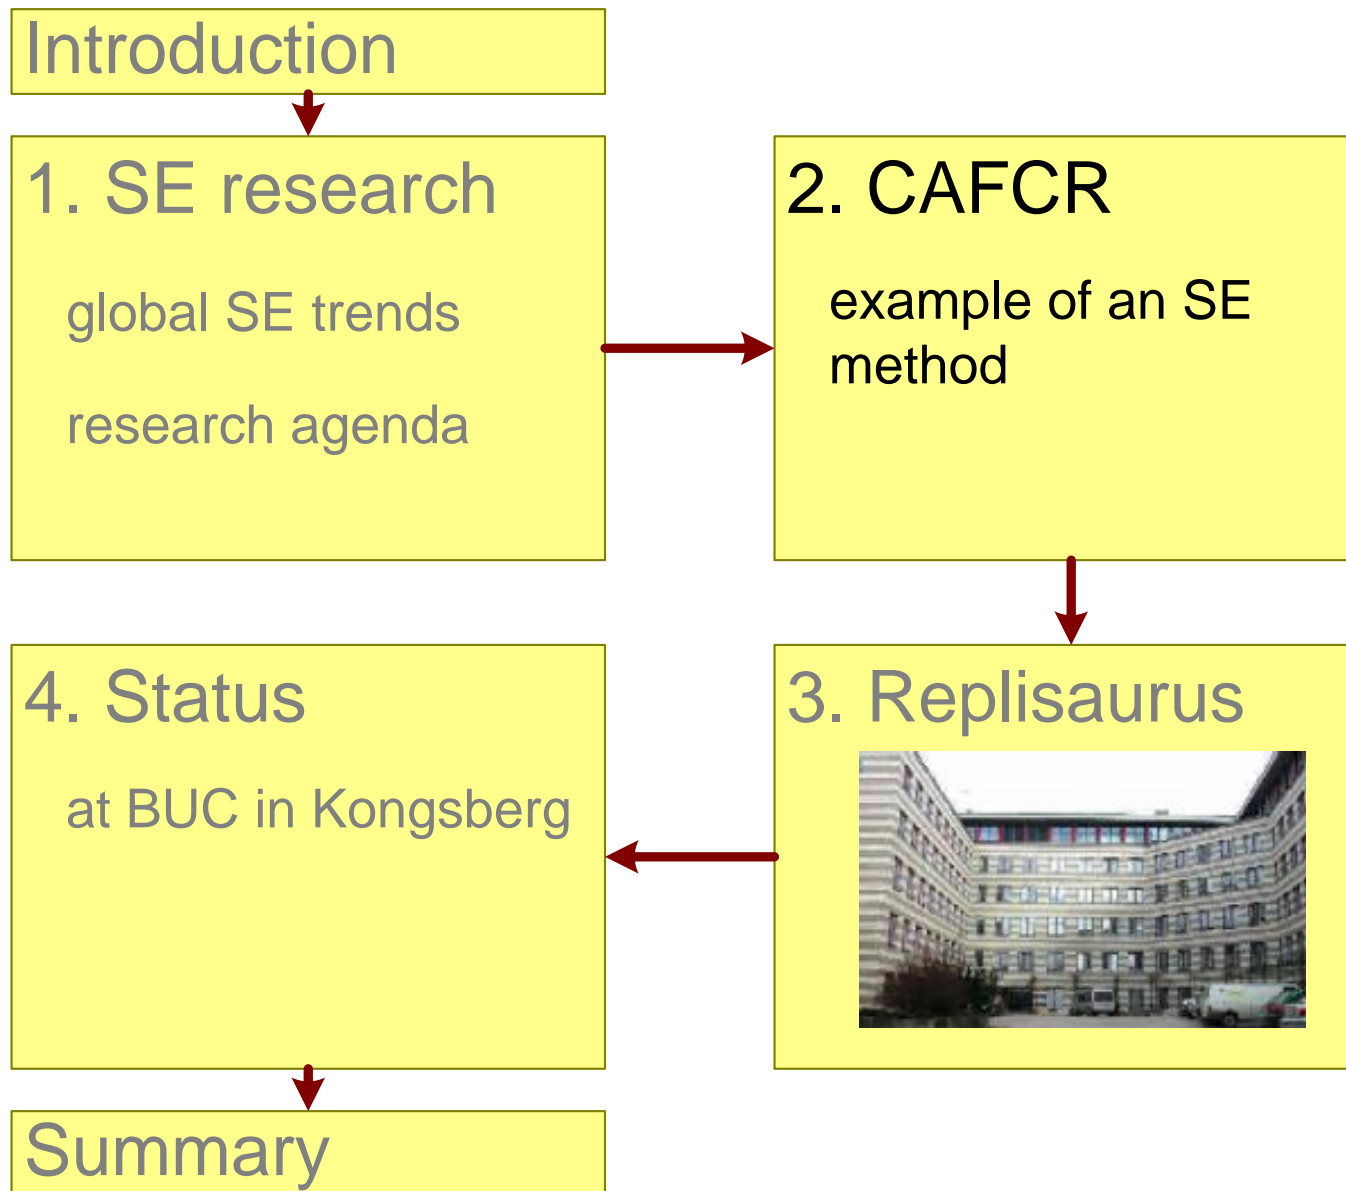 Introduction
1. SE research
global SE trends
research agenda
2. CAFCR
example of an SE
method
3. Replisaurus
4. Status
at BUC in Kongsberg
Summary